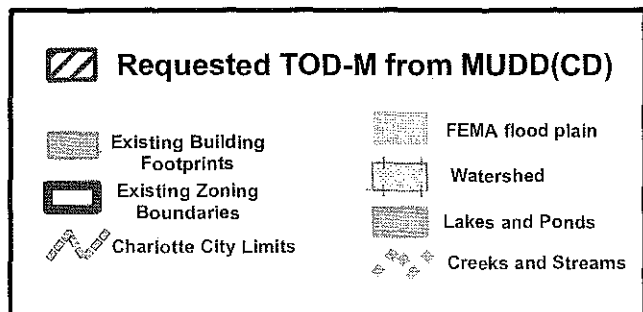 Requested TOD-M from MUDD(CD)
Existing Building
Footprints
Existing Zoning
Boundaries
Charlotte City Limits
FEMA flood plain
Watershed
Lakes and Ponds
Creeks and Streams